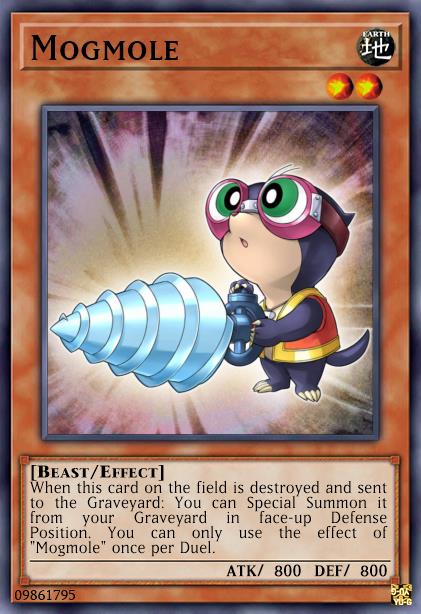 MOGMOLE
EARTH
地
[BEAST/EFFECT]
When this card on the field is destroyed and sent
to the Graveyard: You can Special Summon it
from your Graveyard in face-up Defense
Position. You can only use the effect of
"Mogmole" once per Duel.
ATK/ 800 DEF/ 800
09861795